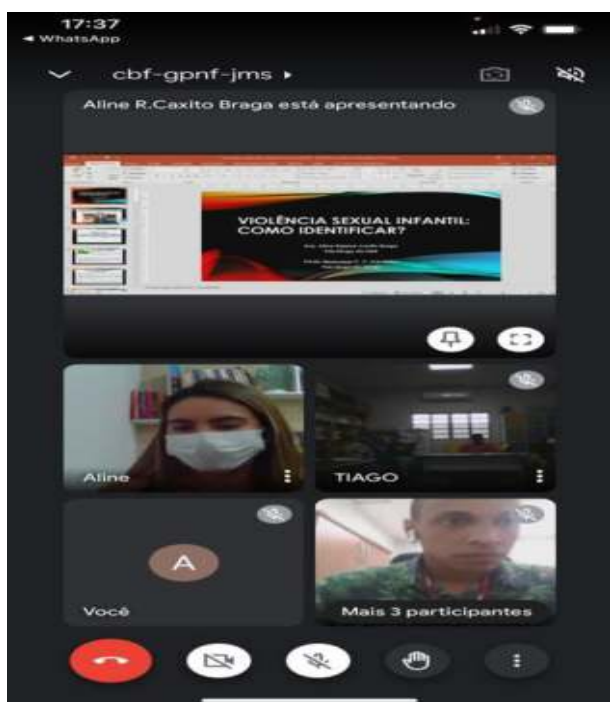 17:37
◄ WhatsApp
cbf-gpnf-jms ▸
Aline R.Caxito Braga está apresentando
VIOLÊNCIA SEXUAL INFANTIL:
COMO IDENTIFICAR?
Aline
TIAGO
A
Você
Mais 3 participantes